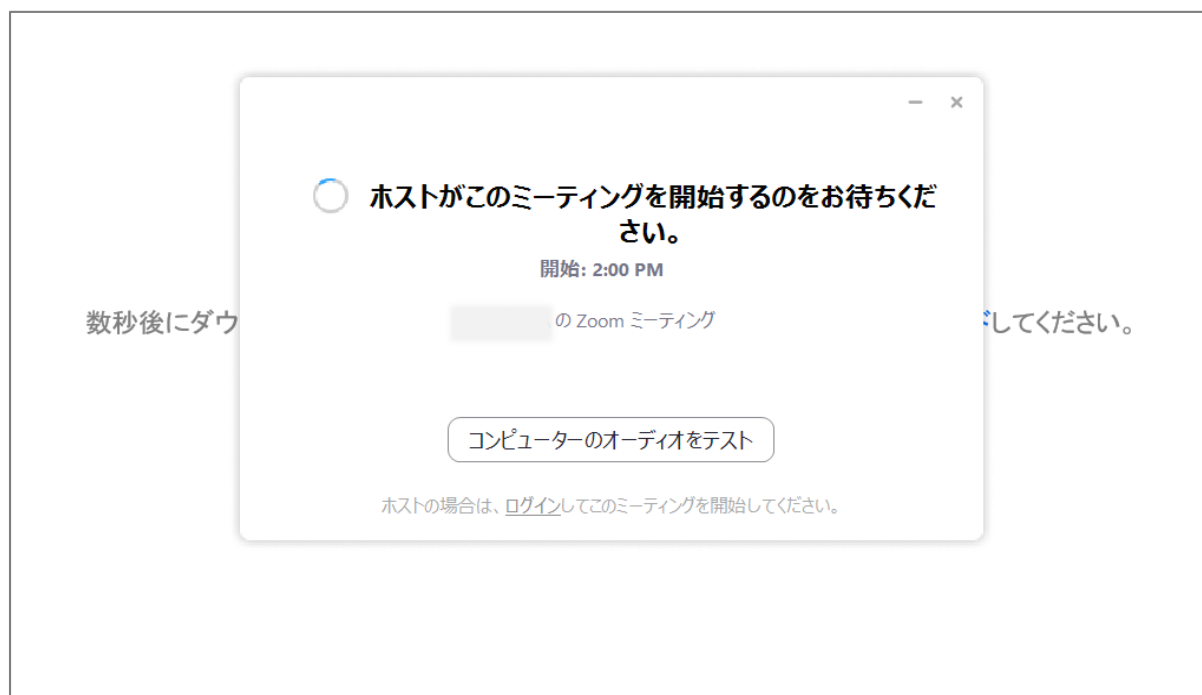 ホストがこのミーティングを開始するのをお待ちくだ
さい。
開始: 2:00 PM
の Zoom ミーティング
数秒後にダウ
してください。
コンピューターのオーディオをテスト
ホストの場合は、ログインしてこのミーティングを開始してください。